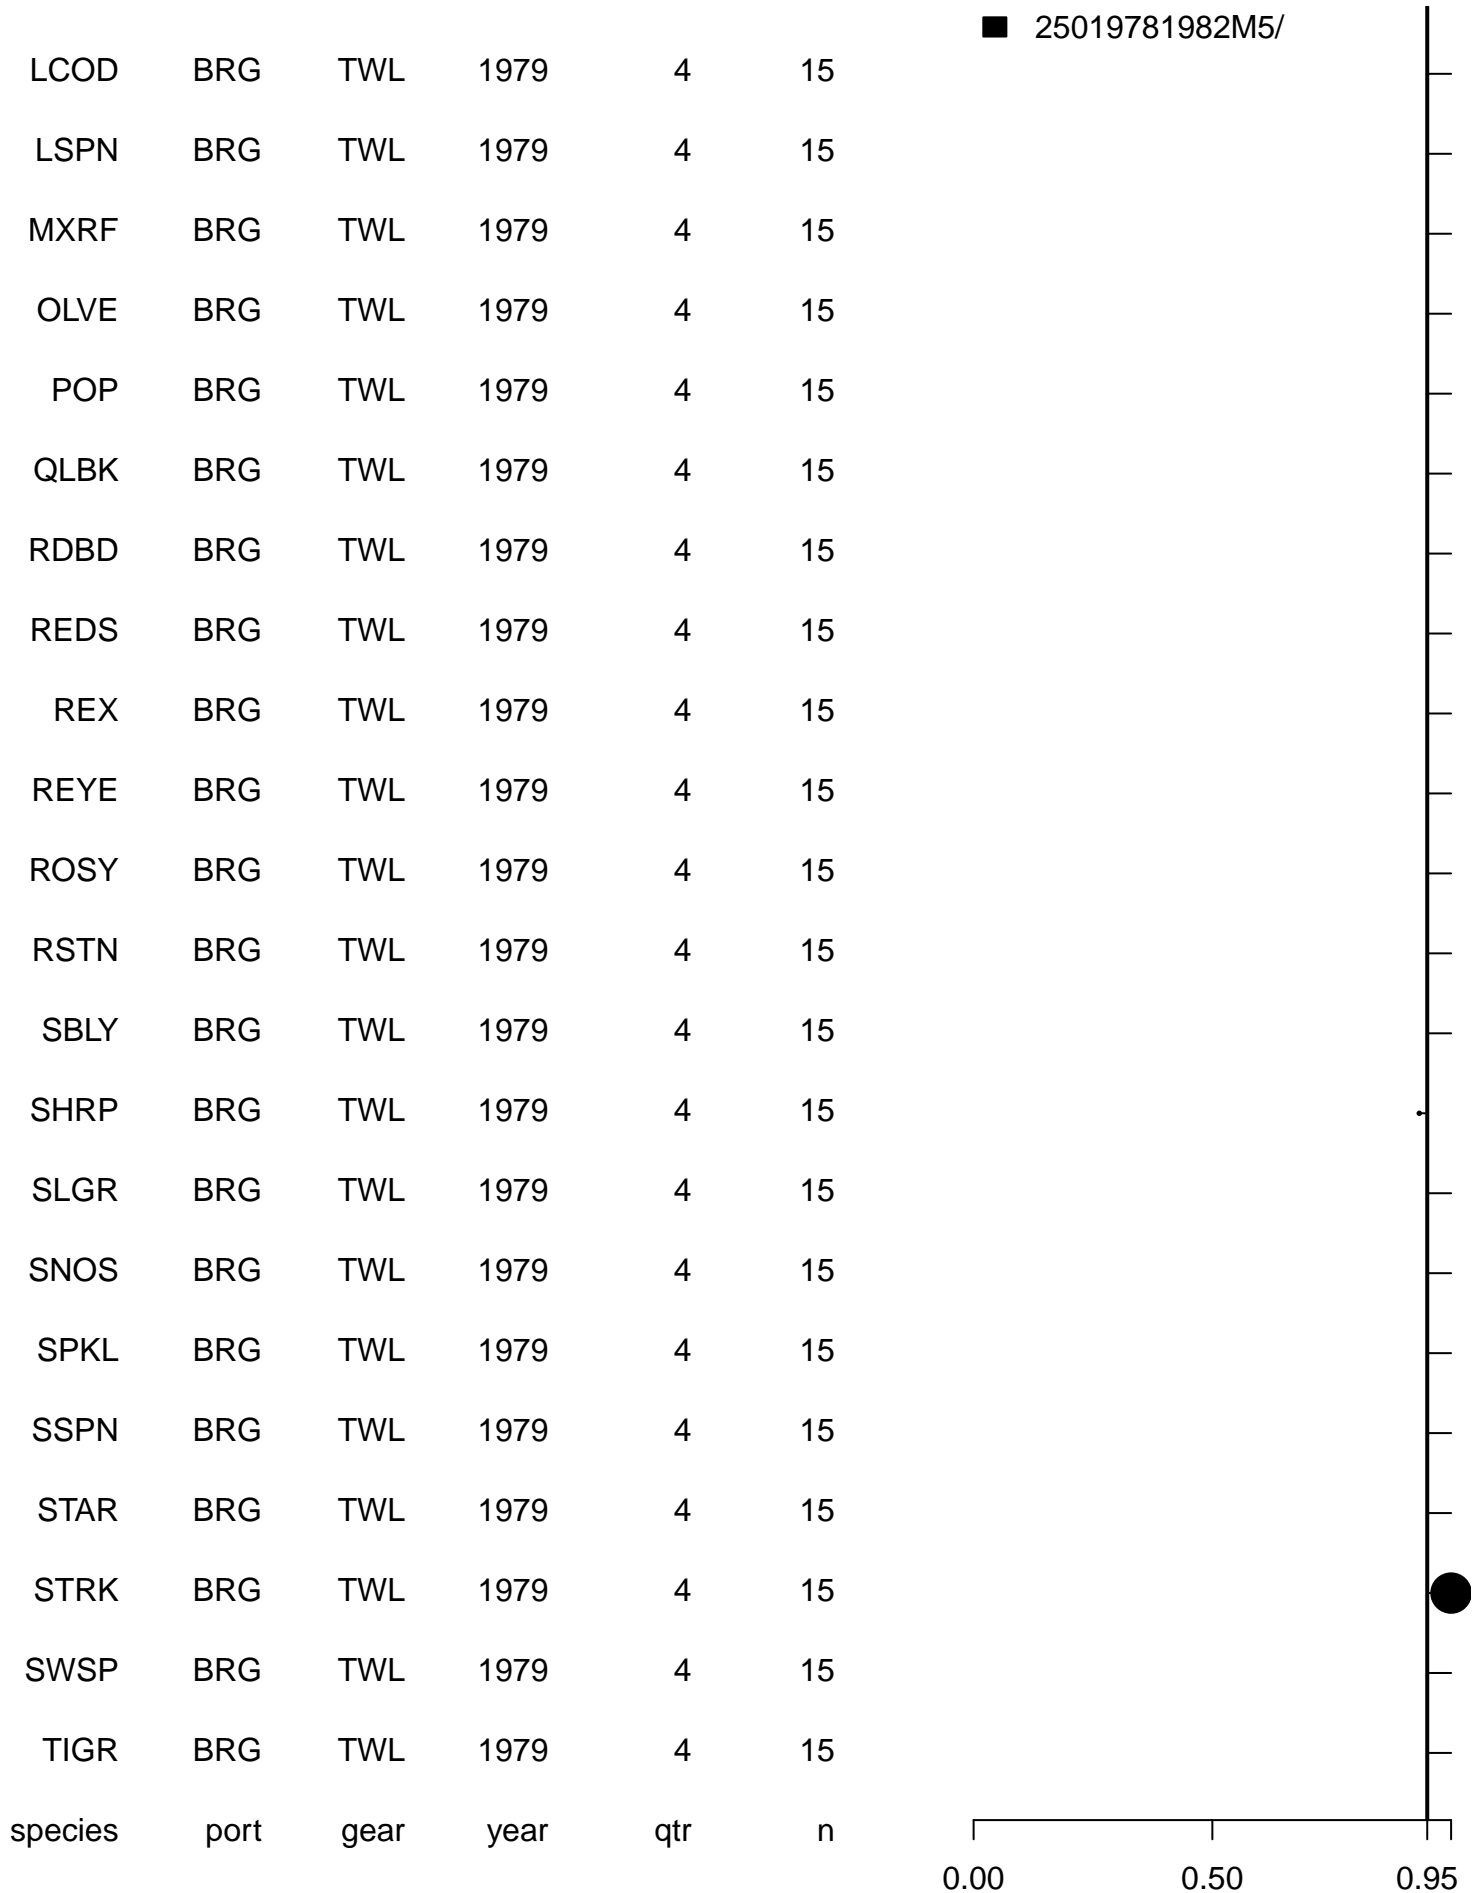 25019781982M5/
LCOD BRG TWL 1979 4 15
LSPN BRG TWL 1979 4 15
MXRF BRG TWL 1979 4 15
OLVE BRG TWL 1979 4 15
POP BRG TWL 1979 4 15
QLBK BRG TWL 1979 4 15
RDBD BRG TWL 1979 4 15
REDS BRG TWL 1979 4 15
REX BRG TWL 1979 4 15
REYE BRG TWL 1979 4 15
ROSY BRG TWL 1979 4 15
RSTN BRG TWL 1979 4 15
SBLY BRG TWL 1979 4 15
SHRP BRG TWL 1979 4 15
SLGR BRG TWL 1979 4 15
SNOS BRG TWL 1979 4 15
SPKL BRG TWL 1979 4 15
SSPN BRG TWL 1979 4 15
STAR BRG TWL 1979 4 15
STRK BRG TWL 1979 4 15
SWSP BRG TWL 1979 4 15
TIGR BRG TWL 1979 4 15
species port gear year qtr n
0.00 0.50 0.95